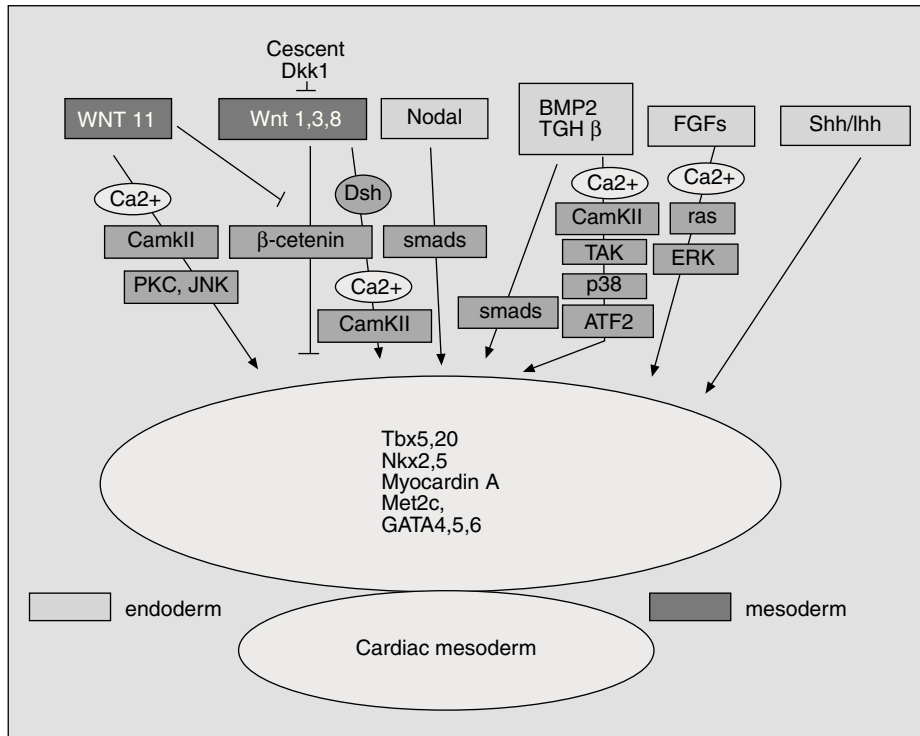 Cescent
Dkk1
WNT 11
Wnt 1,3,8
Nodal
BMP2
TGH β
FGFs
Shh/Ihh
Ca2+
CamkII
PKC, JNK
β-cetenin
Dsh
Ca2+
CamKII
smads
smads
Ca2+
CamKII
TAK
p38
ATF2
Ca2+
ras
ERK
Tbx5,20
Nkx2,5
Myocardin A
Met2c,
GATA4,5,6
endoderm
mesoderm
Cardiac mesoderm